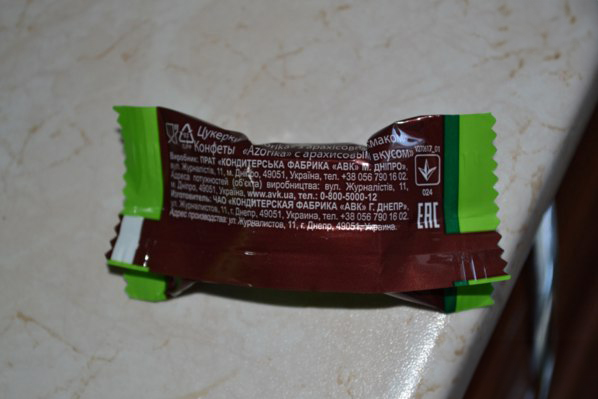 Цукерки
Конфеты «Azorika» с арахисовым вкусом»
Виробник: ПРАТ «КОНДИТЕРСЬКА ФАБРИКА «АВК» М. ДНІПРО».
вул. Журналістів, 11, м. Дніпро, 49051, Україна, тел. +38 056 790 16 02.
Адреса потужностей (об'єкта) виробництва: вул. Журналістів, 11,
м. Дніпро, 49051, Україна, www.avk.ua, тел.: 0-800-5000-12
Изготовитель: ЧАО «КОНДИТЕРСКАЯ ФАБРИКА «АВК» Г. ДНЕПР».
ул. Журналистов, 11, г. Днепр, 49051, Украина, тел. +38 056 790 16 02.
Адрес производства: ул. Журналистов, 11, г. Днепр, 49051, Украина.
024
EAC